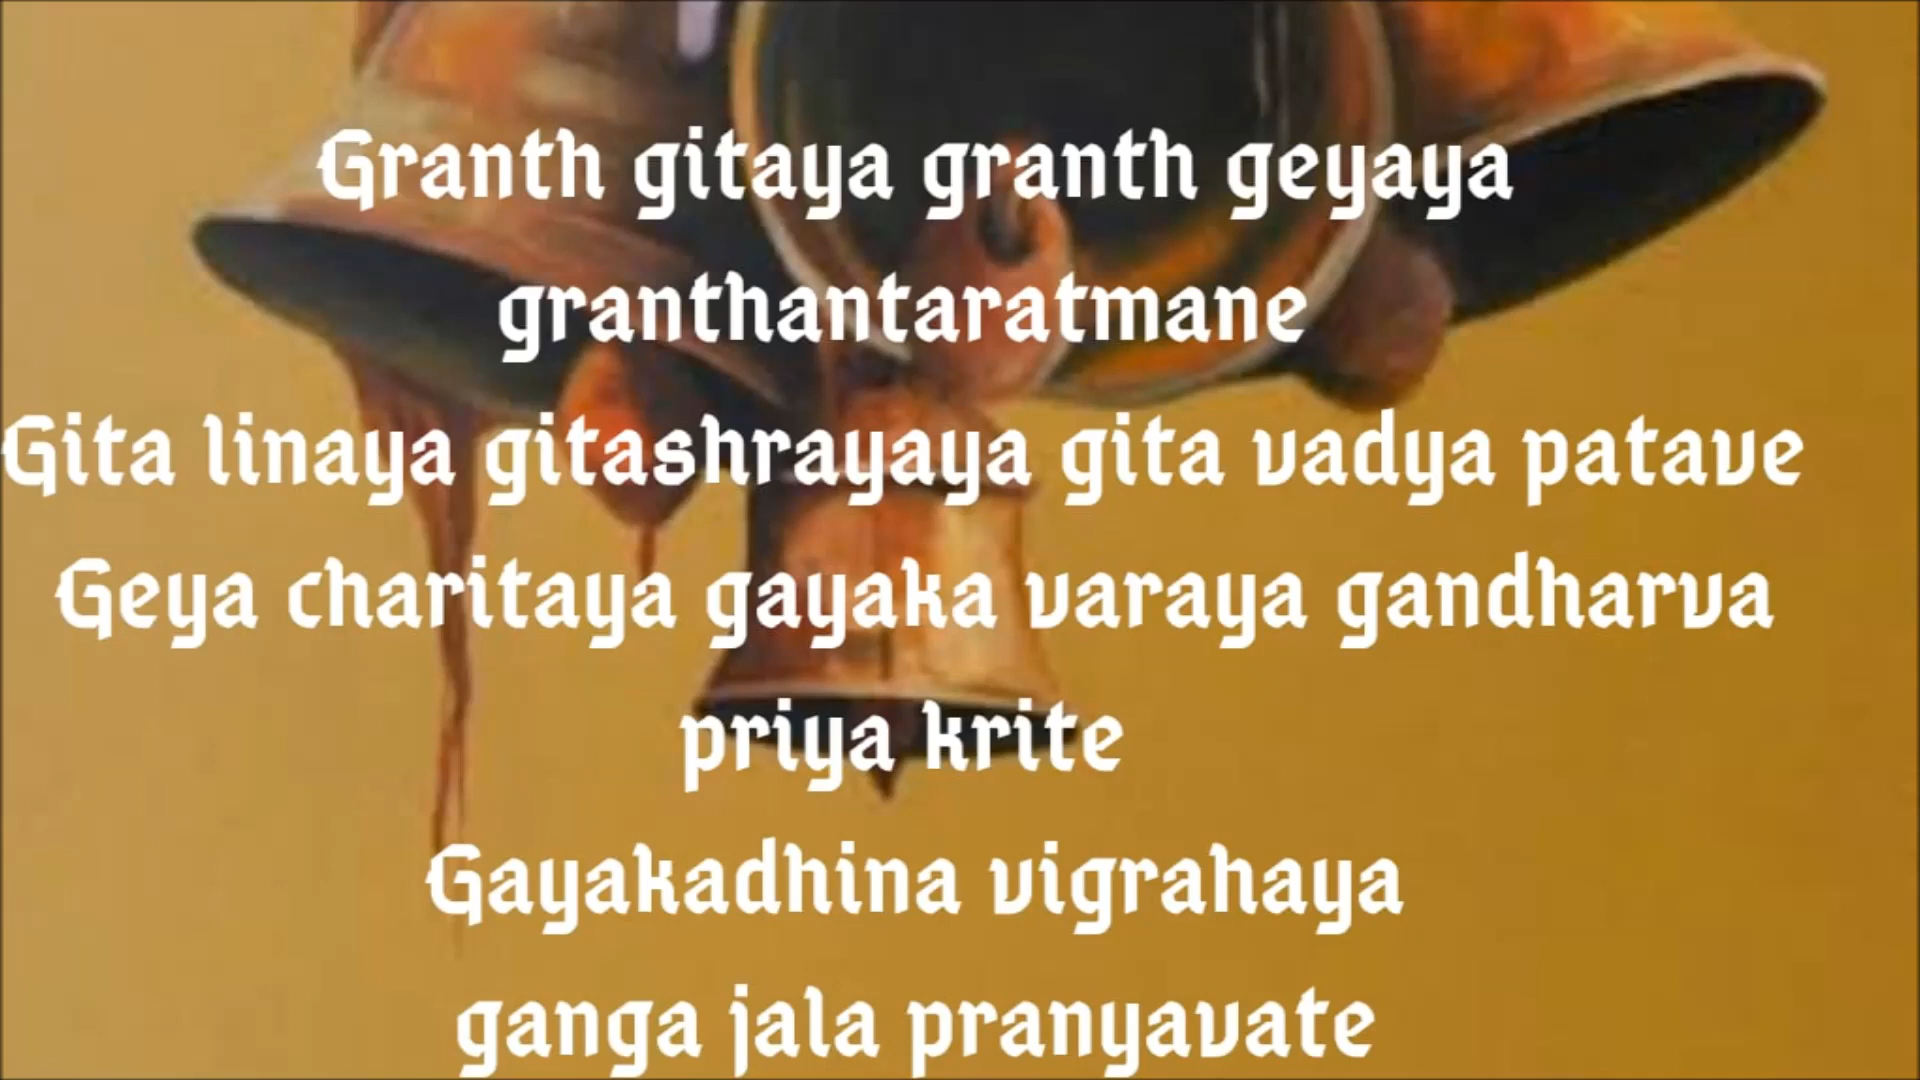 Granth gitaya granth geyaya
granthantaratmane
Gita linaya gitashrayaya gita vadya patave
Geya charitaya gayaka varaya gandharva
priya krite
Gayakadhina vigrahaya
ganga jala pranyavate